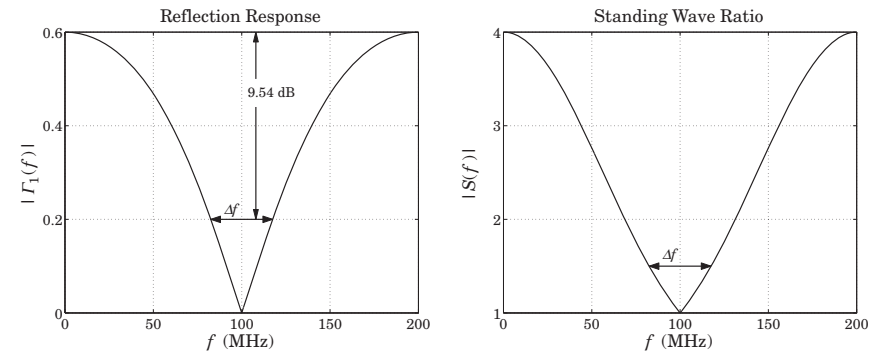 Reflection Response
0.6
0.4
0.2
0
| Γ₁(f) |
9.54 dB
Δf
0 50 100 150 200
f (MHz)
Standing Wave Ratio
4
3
2
1
| S(f) |
Δf
0 50 100 150 200
f (MHz)